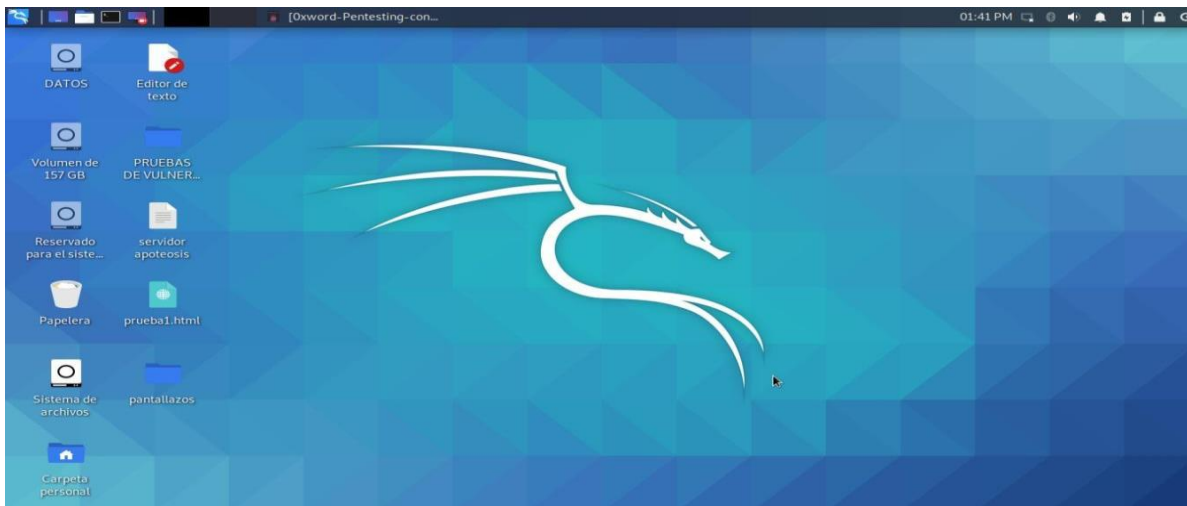 [0xword-Pentesting-con...
01:41 PM
DATOS
Editor de
texto
Volumen de
157 GB
PRUEBAS
DE VULNER...
Reservado
para el siste...
servidor
apoteosis
Papelera
prueba1.html
Sistema de
archivos
pantallazos
Carpeta
personal